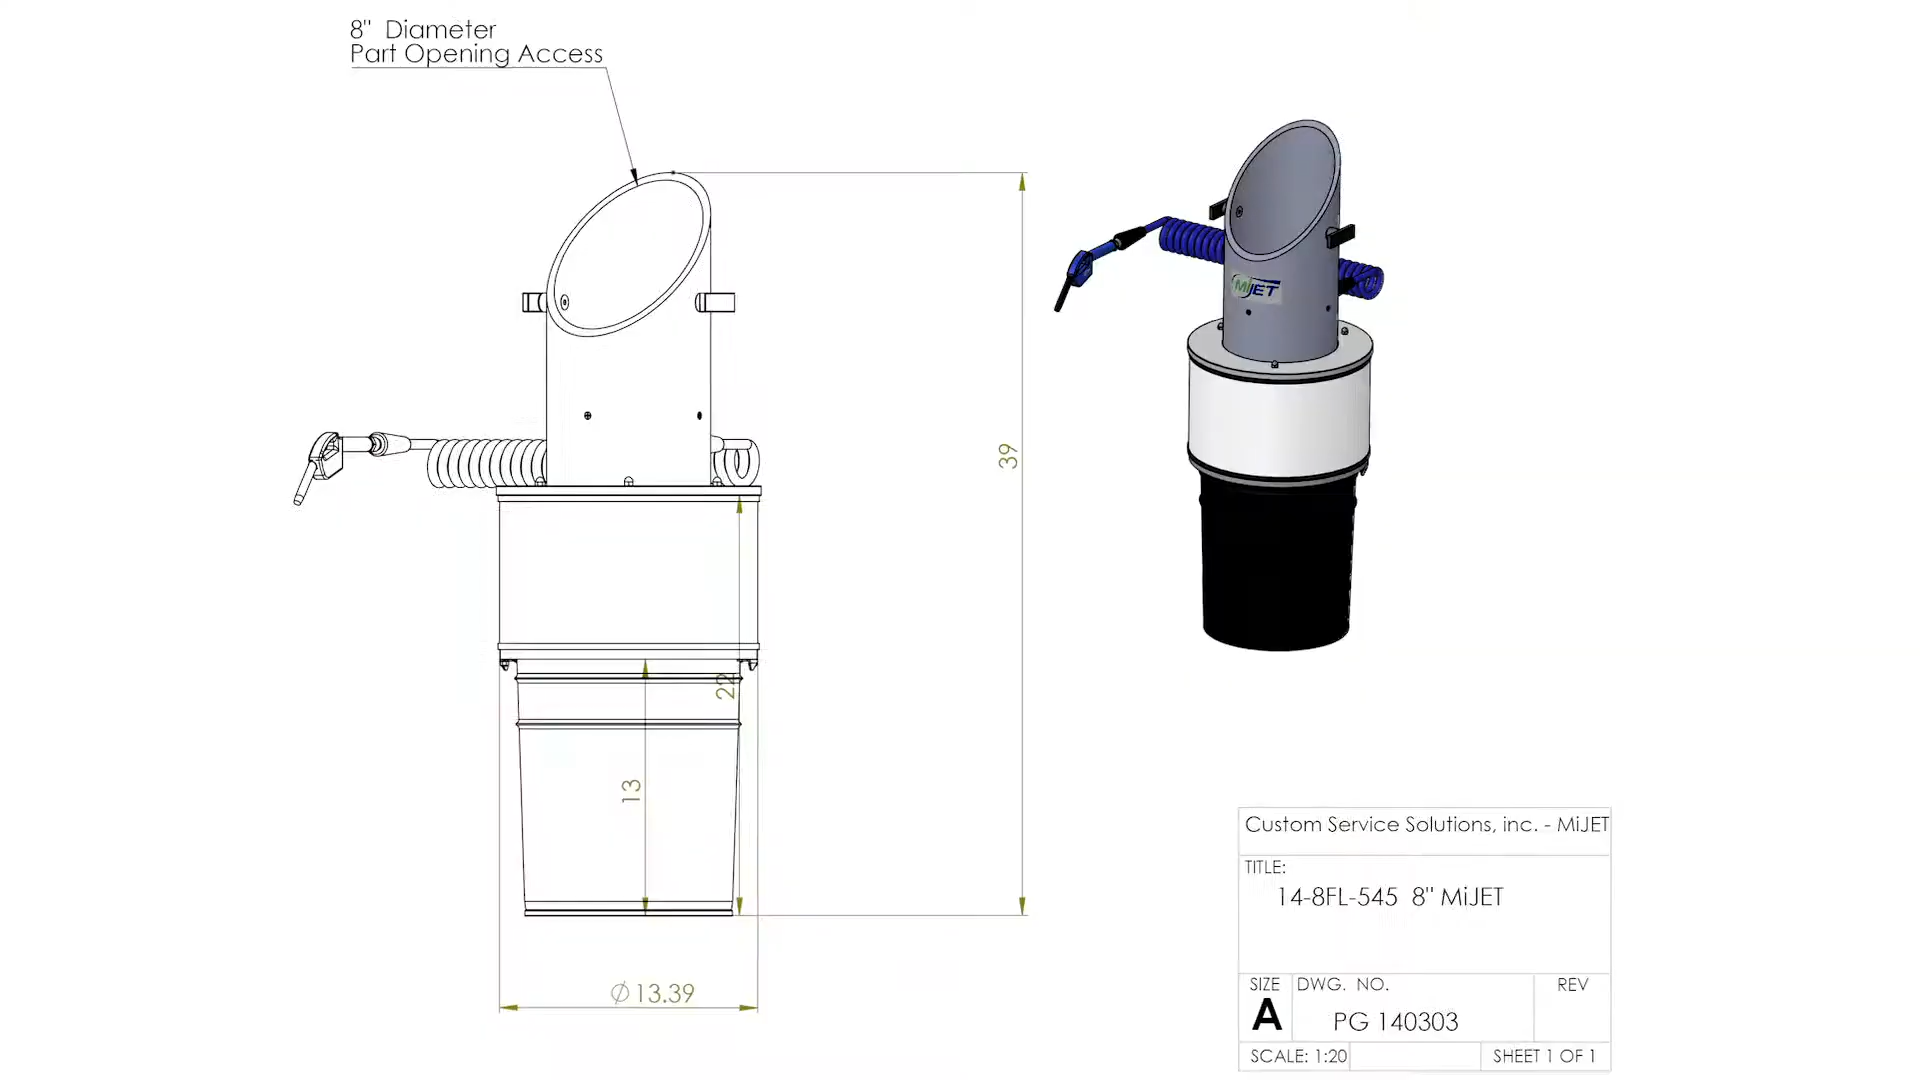 8" Diameter
Part Opening Access
39
22
13
∅13.39
MiJET
Custom Service Solutions, inc. - MiJET
TITLE:
14-8FL-545 8" MiJET
SIZE
A
DWG. NO.
PG 140303
REV
SCALE: 1:20
SHEET 1 OF 1